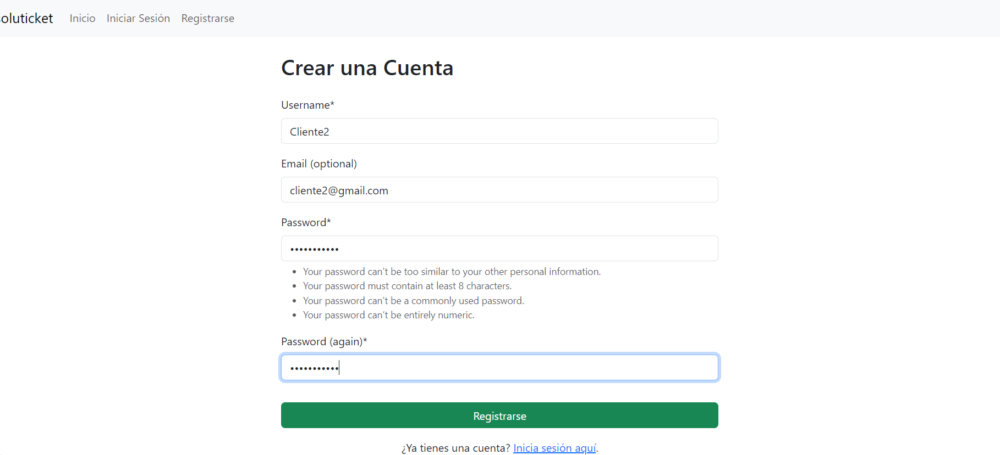 oluticket Inicio Iniciar Sesión Registrarse
Crear una Cuenta
Username*
Cliente2
Email (optional)
cliente2@gmail.com
Password*
•••••••••••
Your password can’t be too similar to your other personal information.
Your password must contain at least 8 characters.
Your password can’t be a commonly used password.
Your password can’t be entirely numeric.
Password (again)*
•••••••••••
Registrarse
¿Ya tienes una cuenta? Inicia sesión aquí.